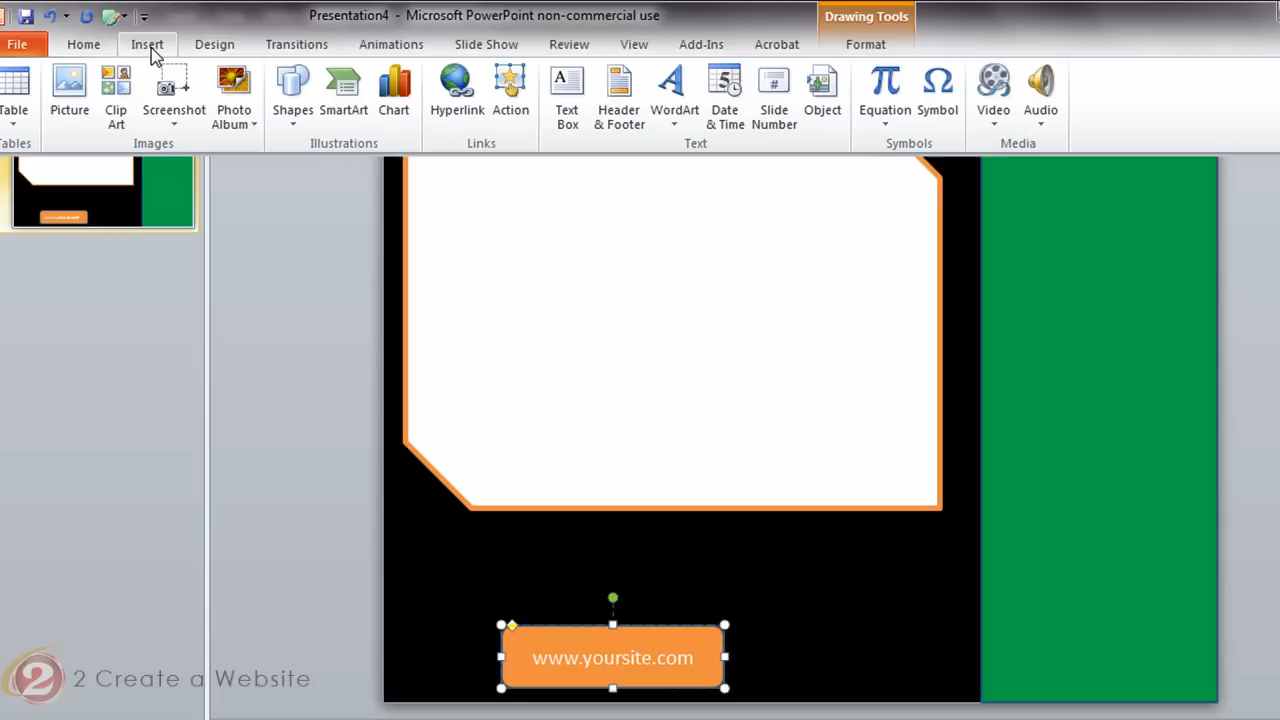 Presentation4 - Microsoft PowerPoint non-commercial use
Drawing Tools
File Home Insert Design Transitions Animations Slide Show Review View Add-Ins Acrobat Format
Table Picture Clip Art Screenshot Photo Album Shapes SmartArt Chart Hyperlink Action Text Box Header & Footer WordArt Date & Time Slide Number Object Equation Symbol Video Audio
Tables Images Illustrations Links Text Symbols Media
www.yoursite.com
2 2 Create a Website